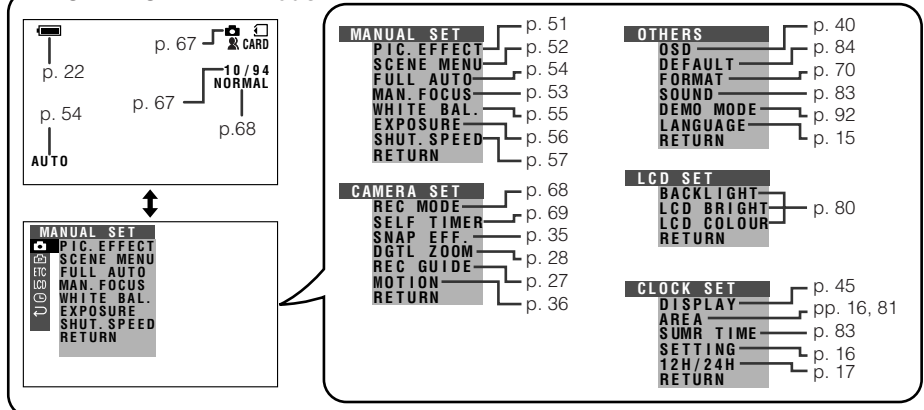 p. 22
p. 67
CARD
10/94
NORMAL
p. 67
p.68
p. 54
AUTO
MANUAL SET
PIC. EFFECT
SCENE MENU
FULL AUTO
MAN. FOCUS
WHITE BAL.
EXPOSURE
SHUT. SPEED
RETURN
ETC
LCD
MANUAL SET
PIC. EFFECT p. 51
SCENE MENU p. 52
FULL AUTO p. 54
MAN. FOCUS p. 53
WHITE BAL. p. 55
EXPOSURE p. 56
SHUT. SPEED p. 57
RETURN
CAMERA SET
REC MODE p. 68
SELF TIMER p. 69
SNAP EFF. p. 35
DGTL ZOOM p. 28
REC GUIDE p. 27
MOTION p. 36
RETURN
OTHERS
OSD p. 40
DEFAULT p. 84
FORMAT p. 70
SOUND p. 83
DEMO MODE p. 92
LANGUAGE p. 15
RETURN
LCD SET
BACKLIGHT
LCD BRIGHT p. 80
LCD COLOUR
RETURN
CLOCK SET
DISPLAY p. 45
AREA pp. 16, 81
SUMR TIME p. 83
SETTING p. 16
12H/24H p. 17
RETURN